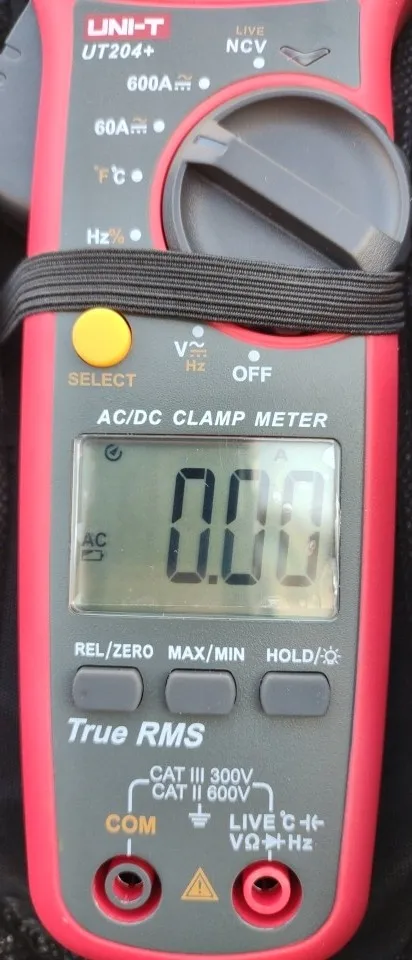 UNI-T
UT204+
LIVE
NCV
600A
60A
°F°C
Hz%
V
Hz
OFF
SELECT
AC/DC CLAMP METER
A
0.00
AC
REL/ZERO MAX/MIN HOLD/
True RMS
CAT III 300V
CAT II 600V
COM
LIVE °C
VΩ Hz